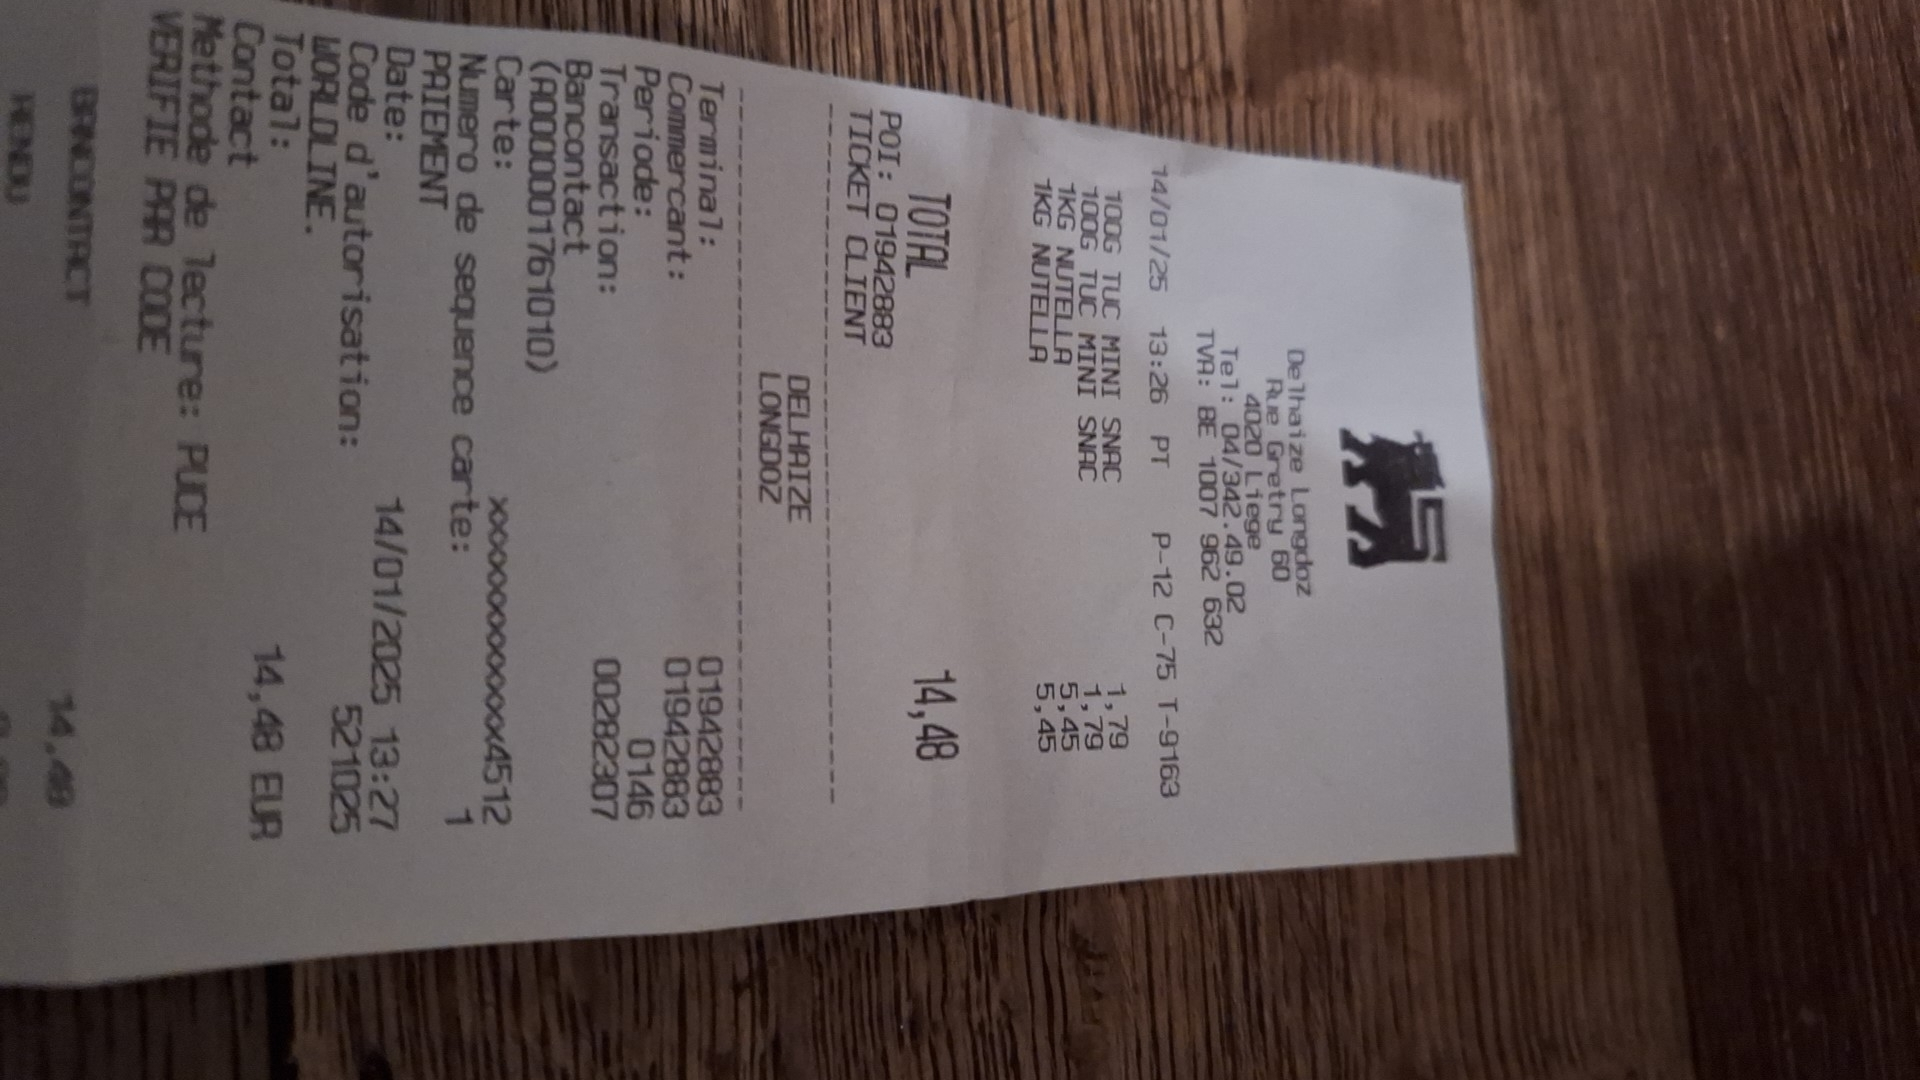 Delhaize Longdoz
Rue Gretry 60
4020 Liege
Tel: 04/342.49.02
TVA: BE 1007 962 632
14/01/25 13:26 PT P-12 C-75 T-9163
100G TUC MINI SNAC 1,79
100G TUC MINI SNAC 1,79
1KG NUTELLA 5,45
1KG NUTELLA 5,45
TOTAL 14,48
POI: 01942883
TICKET CLIENT
DELHAIZE
LONGDOZ
Terminal: 01942883
Commercant: 01942883
Periode: 0146
Transaction: 00282307
Bancontact
(A0000001761010)
Carte: xxxxxxxxxxxxx4512
Numero de sequence carte: 1
PAIEMENT
Date: 14/01/2025 13:27
Code d'autorisation: 521025
WORLDLINE.
Total: 14,48 EUR
Contact
Methode de lecture: PUCE
VERIFIE PAR CODE
BANCONTACT 14,48
RENDU